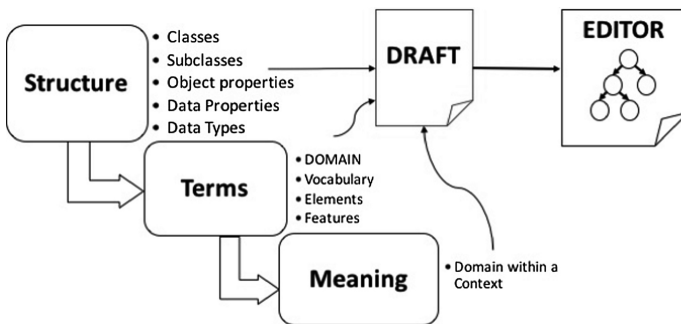 Structure
• Classes
• Subclasses
• Object properties
• Data Properties
• Data Types
DRAFT
EDITOR
Terms
• DOMAIN
• Vocabulary
• Elements
• Features
Meaning
• Domain within a
Context